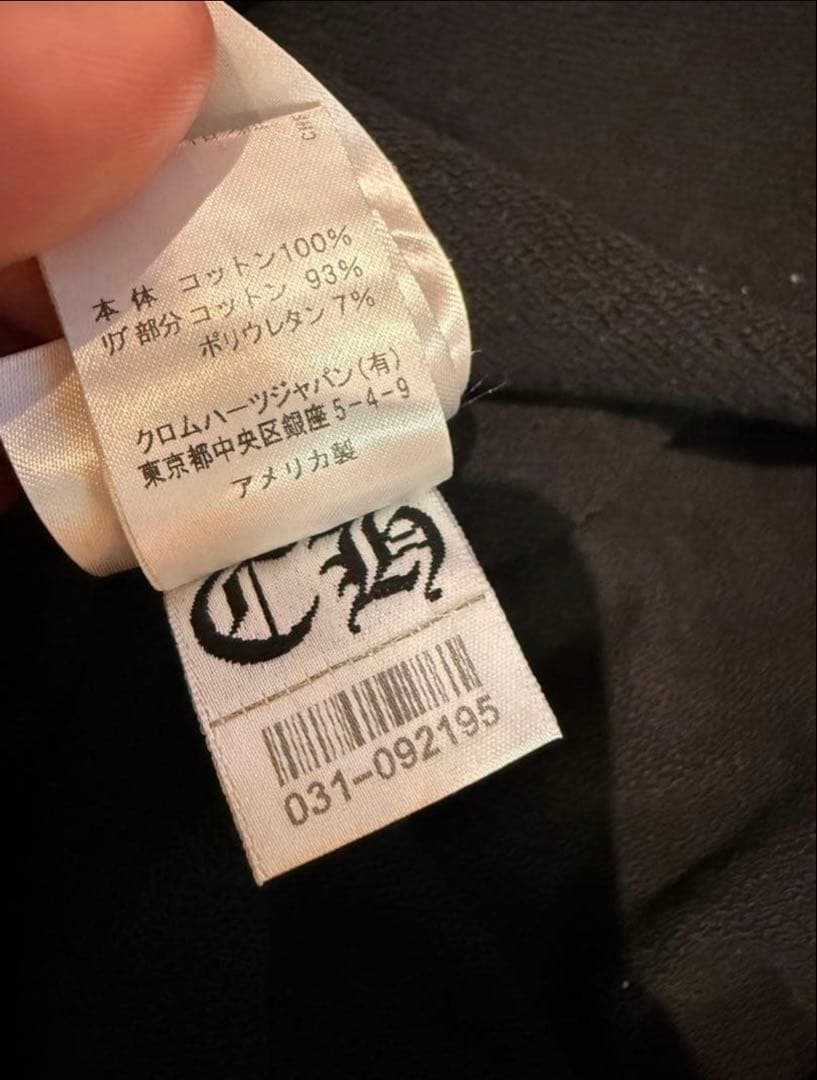 本体 コットン100%
リブ部分 コットン 93%
ポリウレタン 7%
クロムハーツジャパン(有)
東京都中央区銀座5-4-9
アメリカ製
CH
031-092195